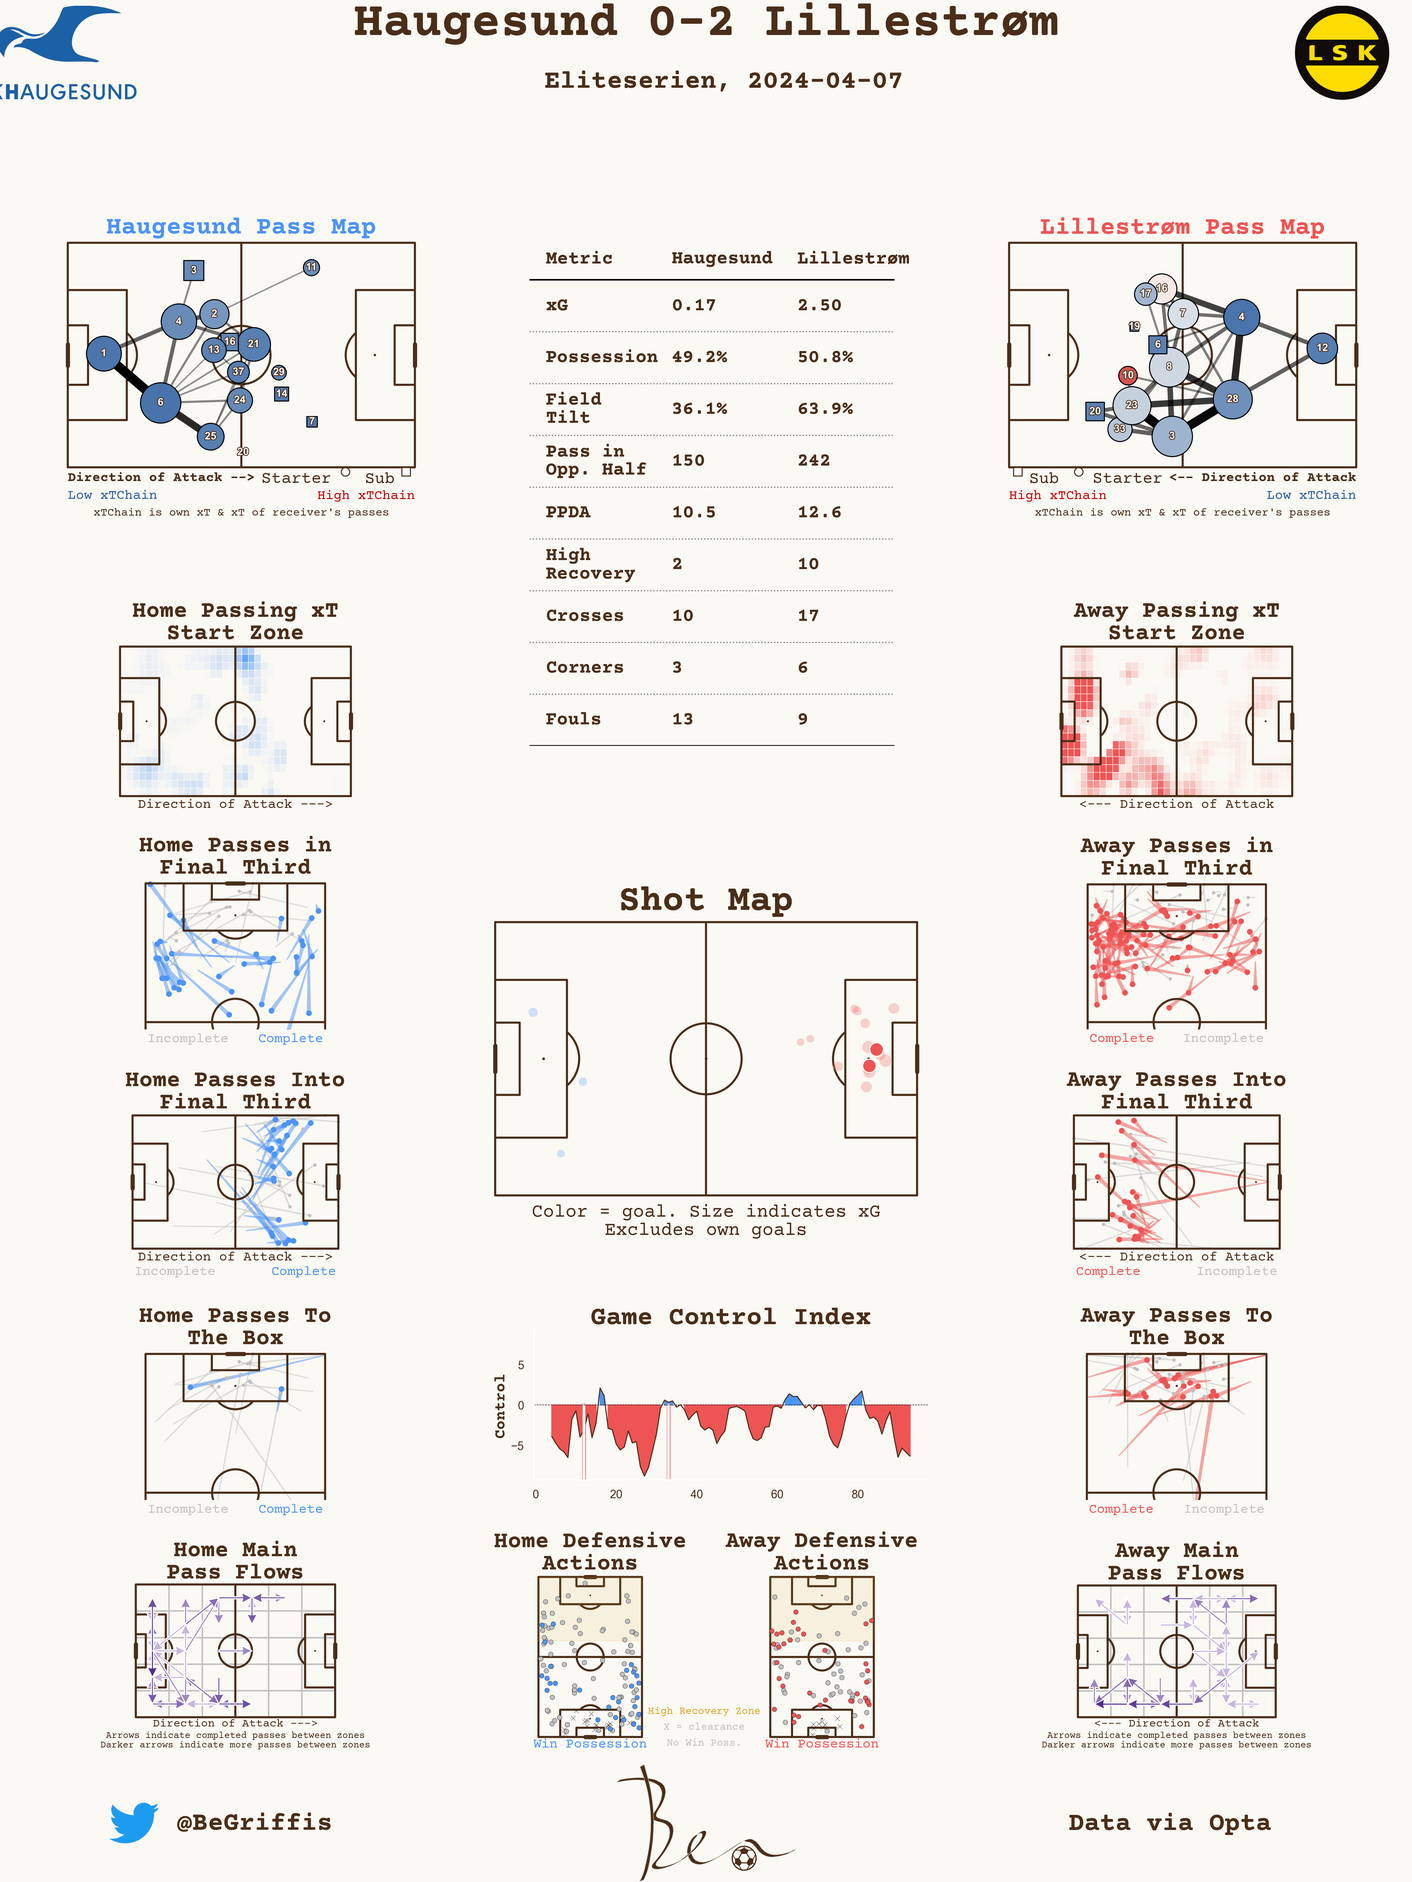 Haugesund 0-2 Lillestrøm
Eliteserien, 2024-04-07
KHAUGESUND
LSK
Haugesund Pass Map
3
11
4
2
1
16
13
21
37
29
6
24
14
7
25
20
Direction of Attack --> Starter Sub
Low xTChain High xTChain
xTChain is own xT & xT of receiver's passes
Metric Haugesund Lillestrøm
xG 0.17 2.50
Possession 49.2% 50.8%
Field
Tilt 36.1% 63.9%
Pass in
Opp. Half 150 242
PPDA 10.5 12.6
High
Recovery 2 10
Crosses 10 17
Corners 3 6
Fouls 13 9
Lillestrøm Pass Map
17
16
7
4
19
6
12
8
10
20
23
28
33
3
Sub Starter <-- Direction of Attack
High xTChain Low xTChain
xTChain is own xT & xT of receiver's passes
Home Passing xT
Start Zone
Direction of Attack --->
Away Passing xT
Start Zone
<--- Direction of Attack
Home Passes in
Final Third
Incomplete Complete
Away Passes in
Final Third
Complete Incomplete
Shot Map
Color = goal. Size indicates xG
Excludes own goals
Home Passes Into
Final Third
Direction of Attack --->
Incomplete Complete
Away Passes Into
Final Third
<--- Direction of Attack
Complete Incomplete
Home Passes To
The Box
Incomplete Complete
Game Control Index
Control
5
0
-5
0 20 40 60 80
Away Passes To
The Box
Complete Incomplete
Home Main
Pass Flows
Direction of Attack --->
Arrows indicate completed passes between zones
Darker arrows indicate more passes between zones
Home Defensive
Actions
Win Possession
High Recovery Zone
X = clearance
No Win Poss.
Away Defensive
Actions
Win Possession
Away Main
Pass Flows
<--- Direction of Attack
Arrows indicate completed passes between zones
Darker arrows indicate more passes between zones
@BeGriffis
Ben
Data via Opta